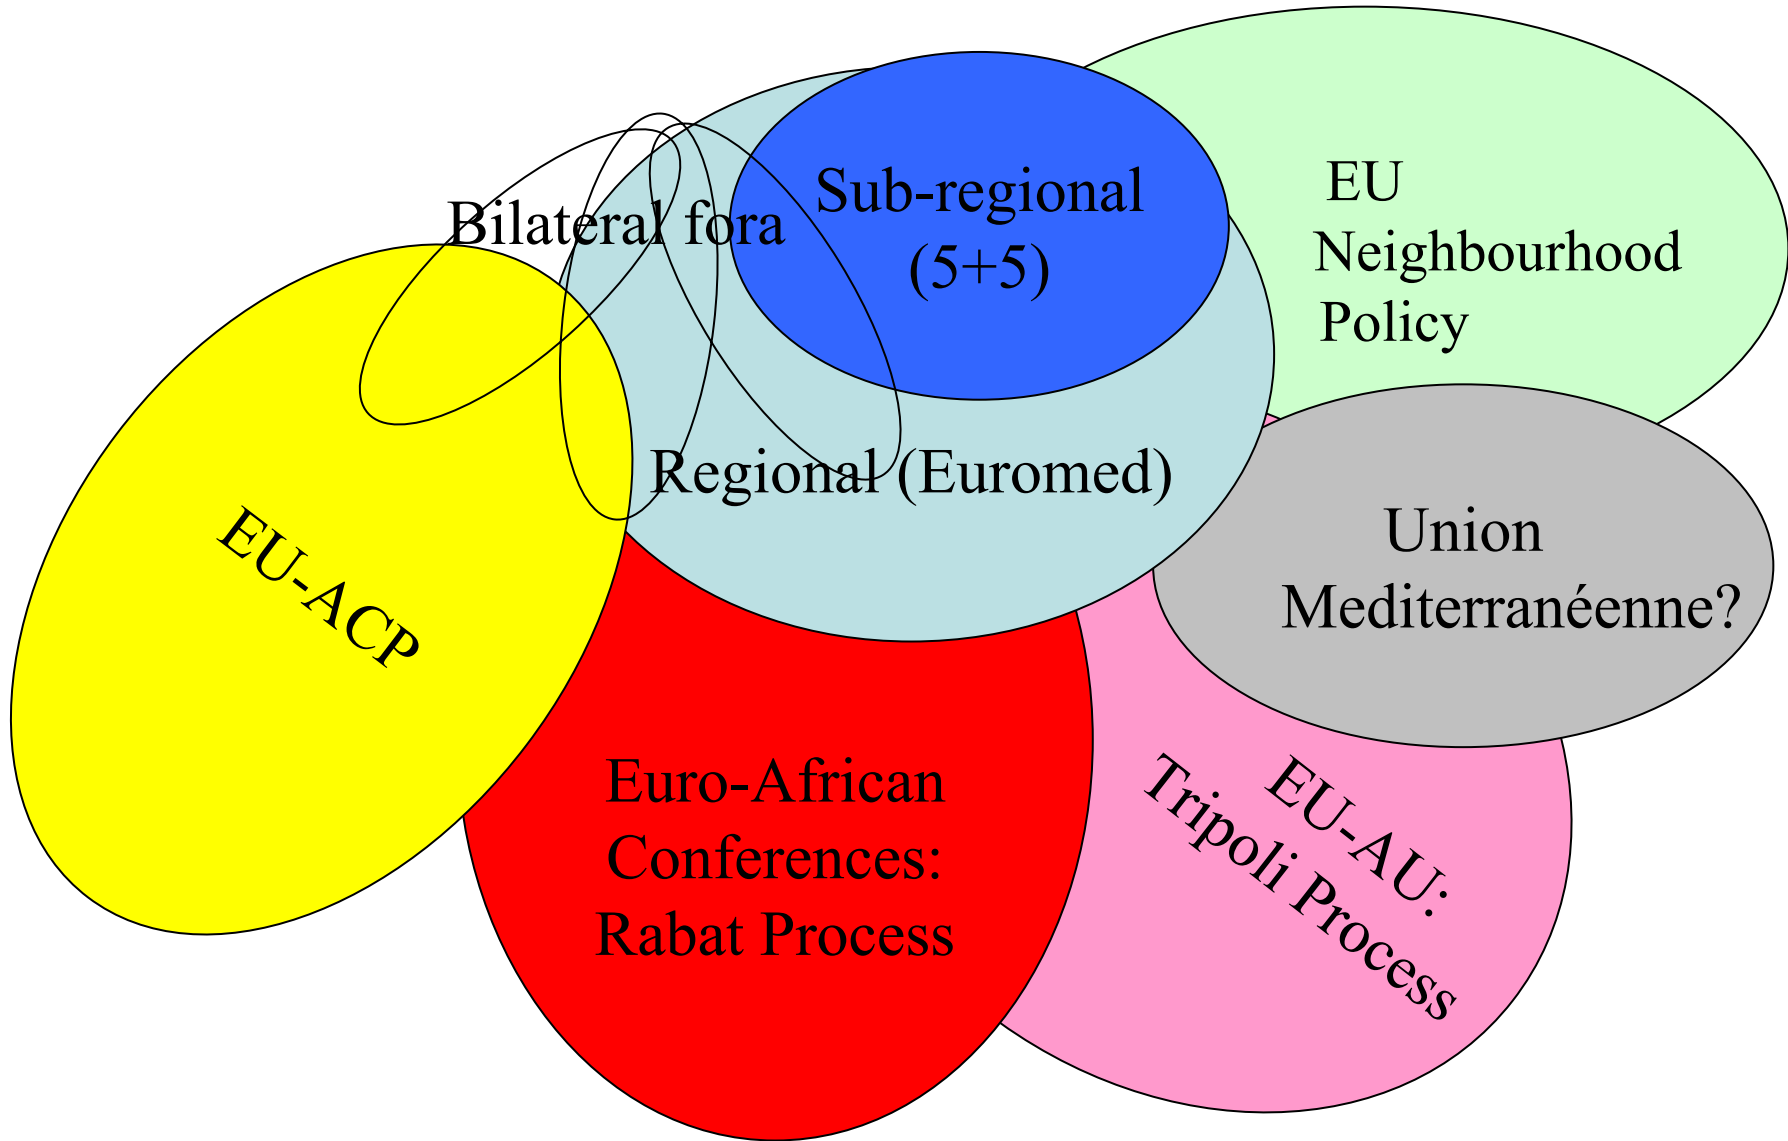 Bilateral fora
Sub-regional
(5+5)
EU
Neighbourhood
Policy
Regional (Euromed)
EU-ACP
Union
Mediterranéenne?
Euro-African
Conferences:
Rabat Process
EU-AU:
Tripoli Process